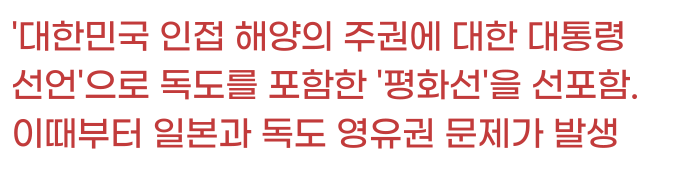 '대한민국 인접 해양의 주권에 대한 대통령
선언'으로 독도를 포함한 '평화선'을 선포함.
이때부터 일본과 독도 영유권 문제가 발생